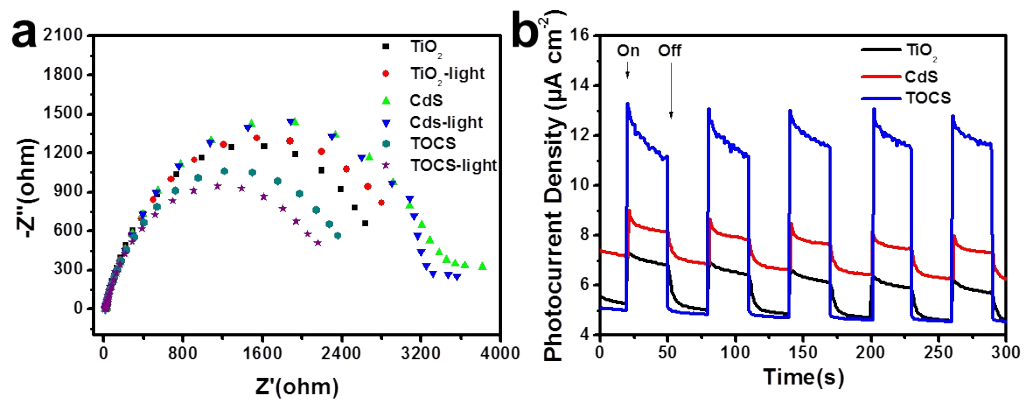 a
-Z''(ohm)
2100
1800
1500
1200
900
600
300
0
TiO₂
TiO₂-light
CdS
Cds-light
TOCS
TOCS-light
0 800 1600 2400 3200 4000
Z'(ohm)
b
Photocurrent Density (μA cm⁻²)
16
14
12
10
8
6
4
On Off
TiO₂
CdS
TOCS
0 50 100 150 200 250 300
Time(s)